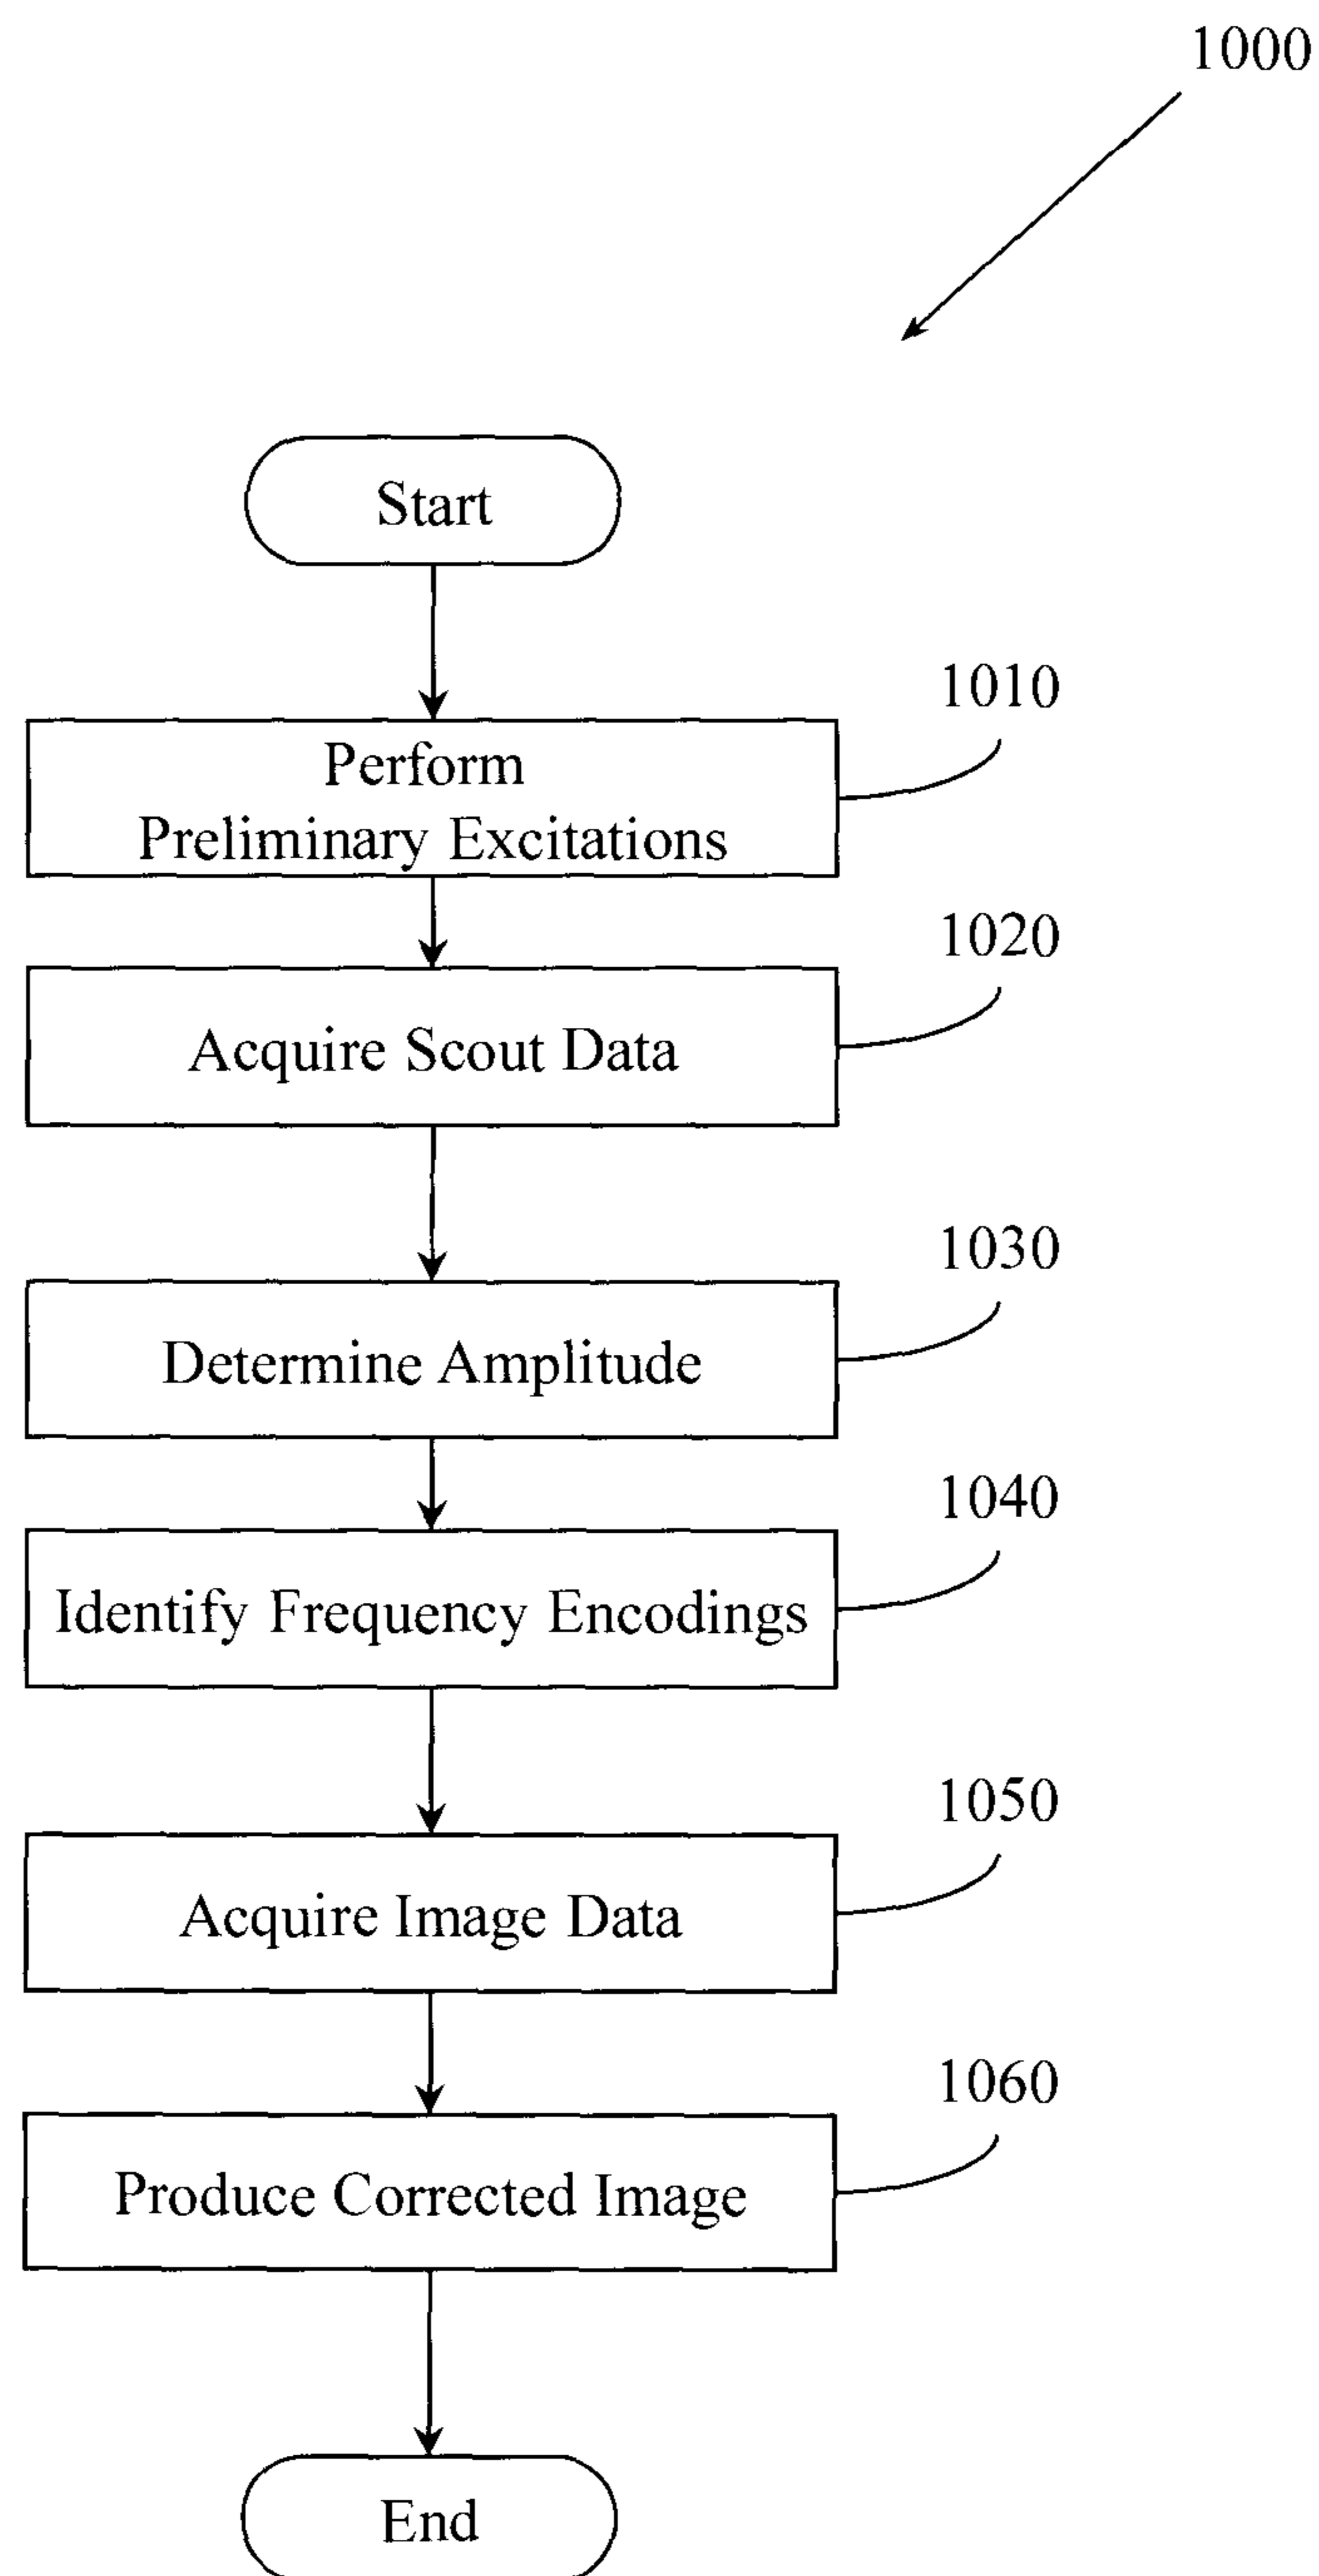 1000
Start
1010
Perform
Preliminary Excitations
1020
Acquire Scout Data
1030
Determine Amplitude
1040
Identify Frequency Encodings
1050
Acquire Image Data
1060
Produce Corrected Image
End